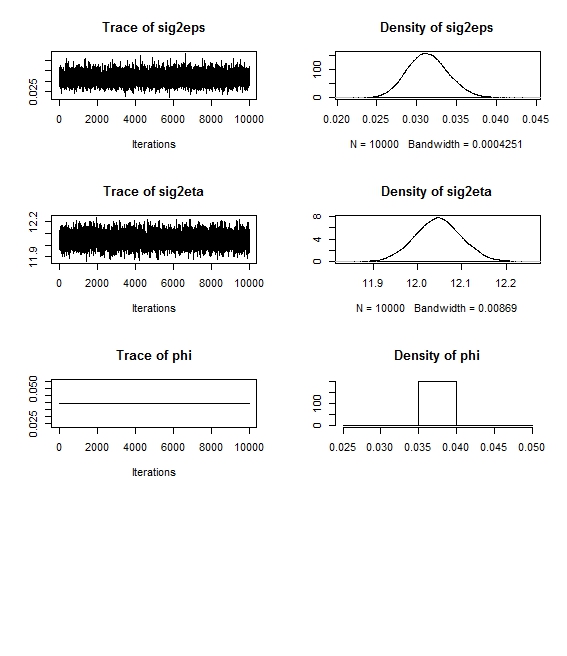 Trace of sig2eps
0.025
0 2000 4000 6000 8000 10000
Iterations
Density of sig2eps
0 100
0.020 0.025 0.030 0.035 0.040 0.045
N = 10000 Bandwidth = 0.0004251
Trace of sig2eta
11.9 12.2
0 2000 4000 6000 8000 10000
Iterations
Density of sig2eta
0 4 8
11.9 12.0 12.1 12.2
N = 10000 Bandwidth = 0.00869
Trace of phi
0.025 0.050
0 2000 4000 6000 8000 10000
Iterations
Density of phi
0 100
0.025 0.030 0.035 0.040 0.045 0.050